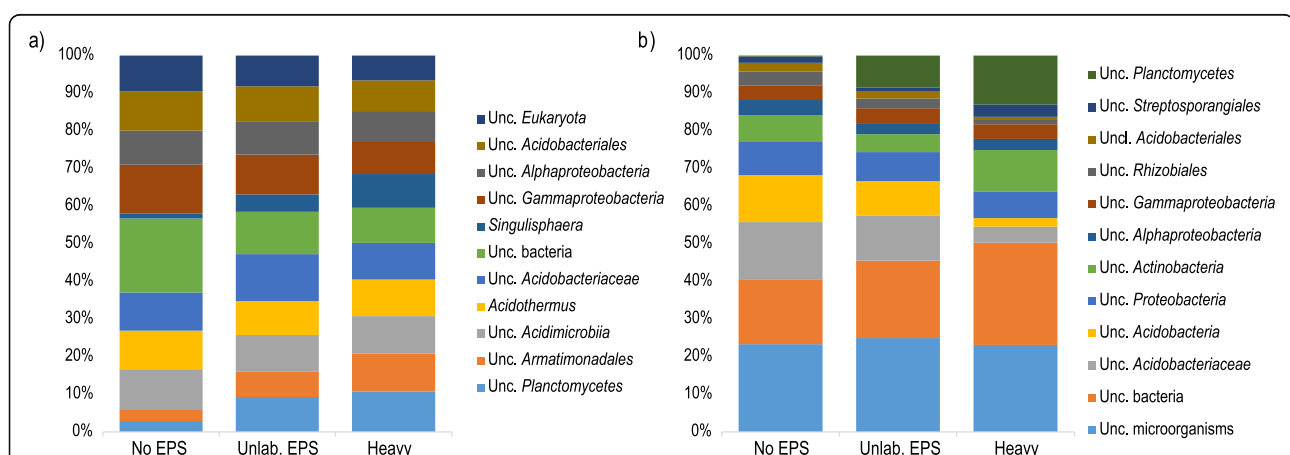 a)
100%
90%
80%
70%
60%
50%
40%
30%
20%
10%
0%
No EPS
Unlab. EPS
Heavy
Unc. Eukaryota
Unc. Acidobacteriales
Unc. Alphaproteobacteria
Unc. Gammaproteobacteria
Singulisphaera
Unc. bacteria
Unc. Acidobacteriaceae
Acidothermus
Unc. Acidimicrobiia
Unc. Armatimonadales
Unc. Planctomycetes
b)
100%
90%
80%
70%
60%
50%
40%
30%
20%
10%
0%
No EPS
Unlab. EPS
Heavy
Unc. Planctomycetes
Unc. Streptosporangiales
Uncl. Acidobacteriales
Unc. Rhizobiales
Unc. Gammaproteobacteria
Unc. Alphaproteobacteria
Unc. Actinobacteria
Unc. Proteobacteria
Unc. Acidobacteria
Unc. Acidobacteriaceae
Unc. bacteria
Unc. microorganisms